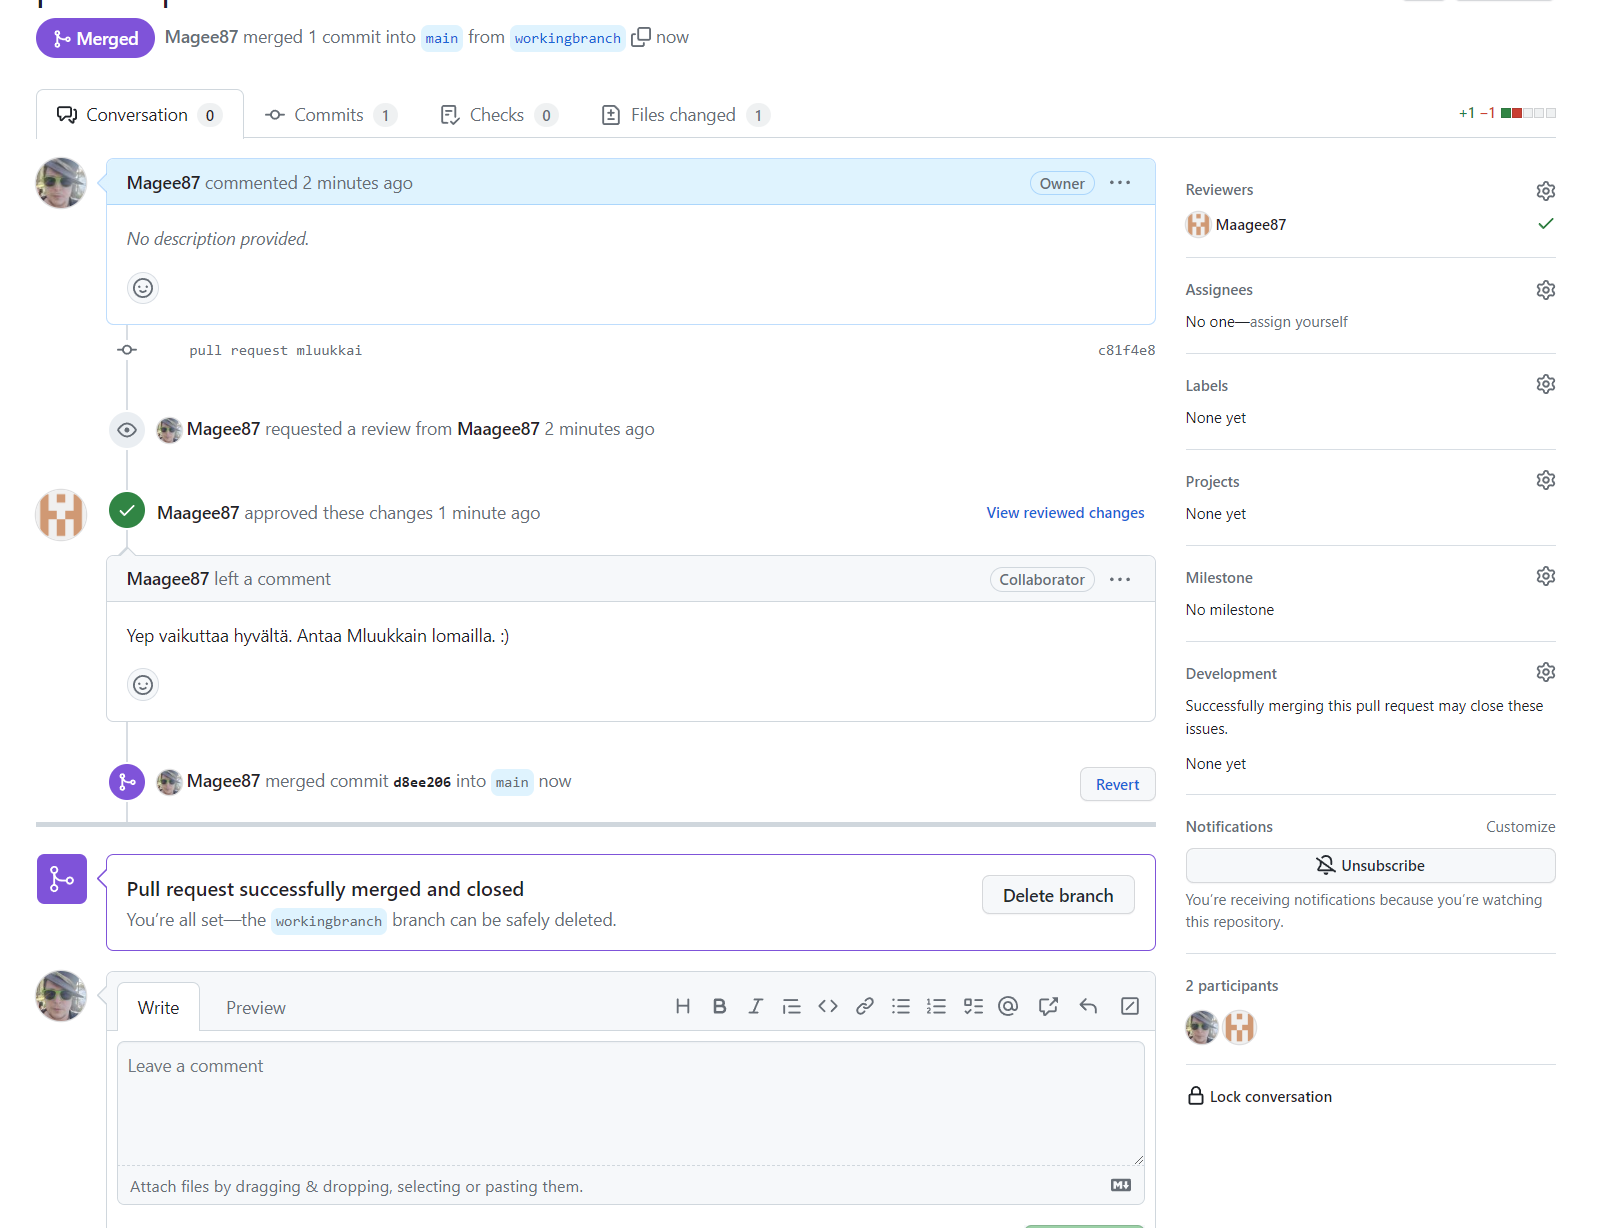 Merged Magee87 merged 1 commit into main from workingbranch now
Conversation 0 Commits 1 Checks 0 Files changed 1 +1 −1
Magee87 commented 2 minutes ago Owner
No description provided.
pull request mluukkai c81f4e8
Magee87 requested a review from Maagee87 2 minutes ago
Maagee87 approved these changes 1 minute ago View reviewed changes
Maagee87 left a comment Collaborator
Yep vaikuttaa hyvältä. Antaa Mluukkain lomailla. :)
Magee87 merged commit d8ee206 into main now Revert
Pull request successfully merged and closed
You're all set—the workingbranch branch can be safely deleted.
Delete branch
Write Preview
Leave a comment
Attach files by dragging & dropping, selecting or pasting them.
Reviewers
Maagee87
Assignees
No one—assign yourself
Labels
None yet
Projects
None yet
Milestone
No milestone
Development
Successfully merging this pull request may close these
issues.
None yet
Notifications Customize
Unsubscribe
You're receiving notifications because you're watching
this repository.
2 participants
Lock conversation